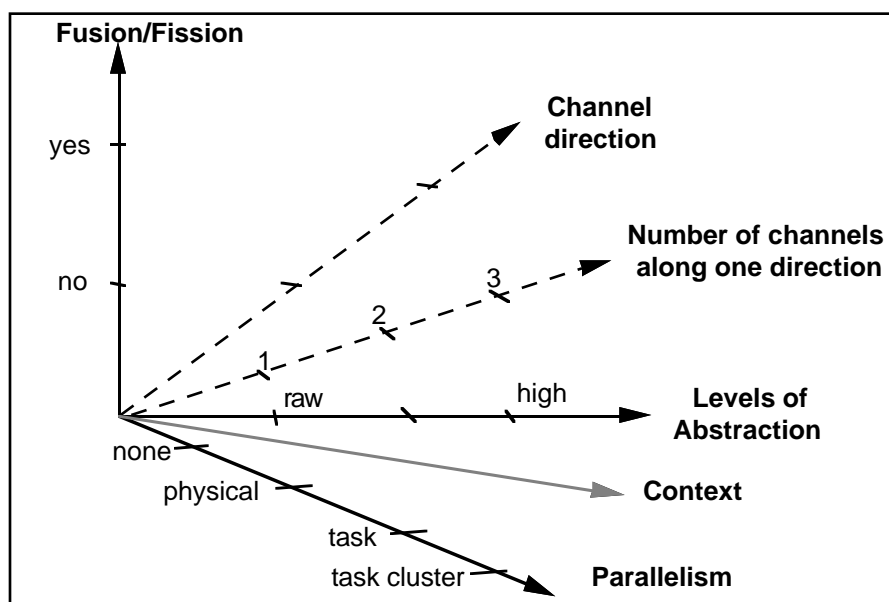 Fusion/Fission
Channel
direction
yes
Number of channels
along one direction
no
3
2
1
raw
high
Levels of
Abstraction
none
physical
Context
task
task cluster
Parallelism